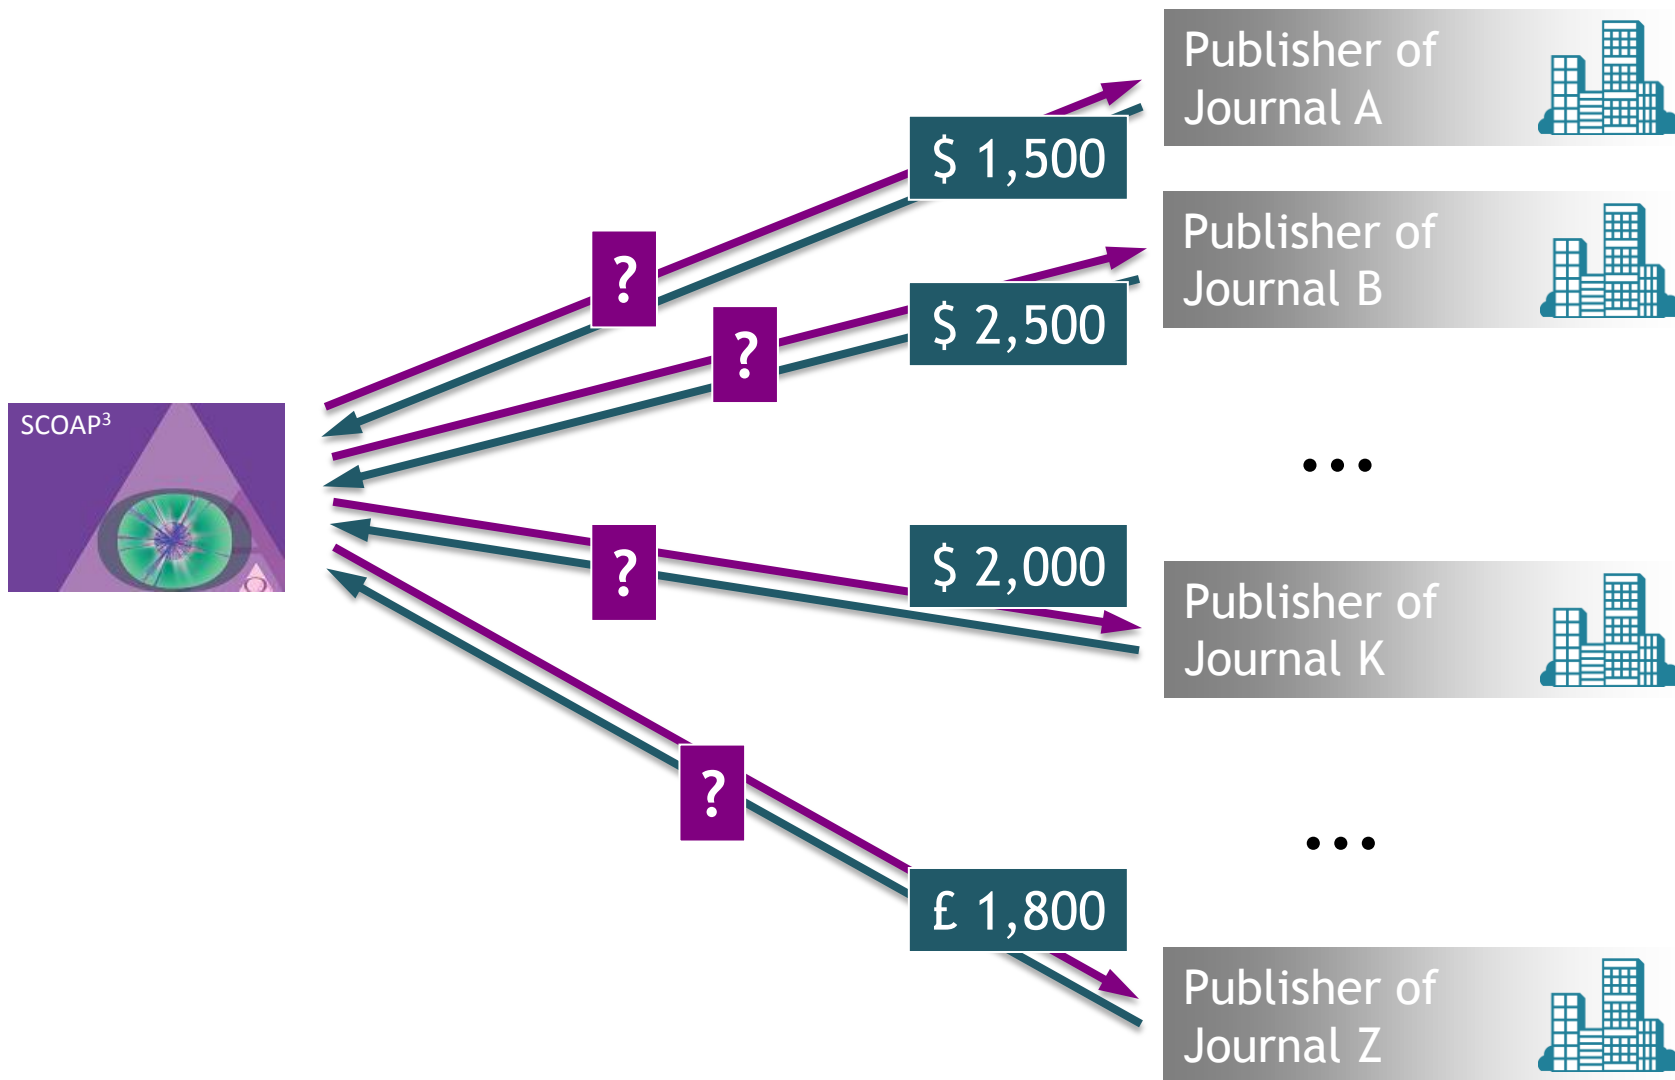 Publisher of
Journal A
$ 1,500
?
Publisher of
Journal B
$ 2,500
?
SCOAP³
...
$ 2,000
?
Publisher of
Journal K
?
...
£ 1,800
Publisher of
Journal Z